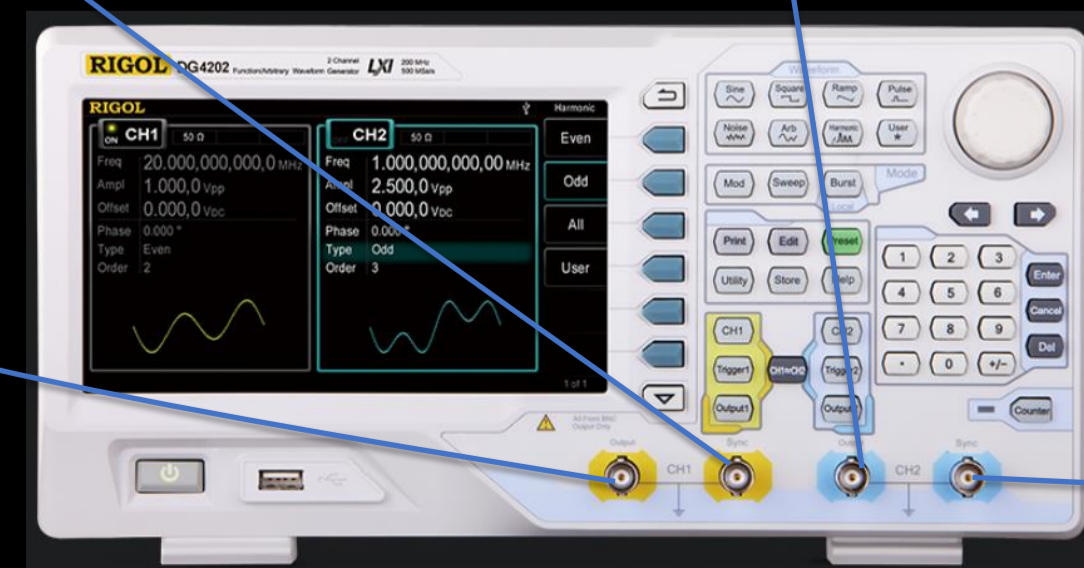 RIGOL DG4202 Function/Arbitrary Waveform Generator 2 Channel LXI 200 MHz
500 MSa/s
RIGOL Harmonic
ON CH1 50 Ω
Freq 20.000,000,000,0 MHz
Ampl 1.000,0 Vpp
Offset 0.000,0 VDC
Phase 0.000 °
Type Even
Order 2
OFF CH2 50 Ω
Freq 1.000,000,000,00 MHz
Ampl 2.500,0 Vpp
Offset 0.000,0 VDC
Phase 0.000 °
Type Odd
Order 3
Even
Odd
All
User
1 of 1
Waveform
Sine Square Ramp Pulse
Noise Arb Harmonic User
Mod Sweep Burst Mode
Local
Print Edit Preset
Utility Store Help
CH1 CH2
Trigger1 CH1⇌CH2 Trigger2
Output1 Output2
1 2 3 Enter
4 5 6 Cancel
7 8 9 Del
. 0 +/-
Counter
Output Only
Output Sync Output Sync
CH1 CH2